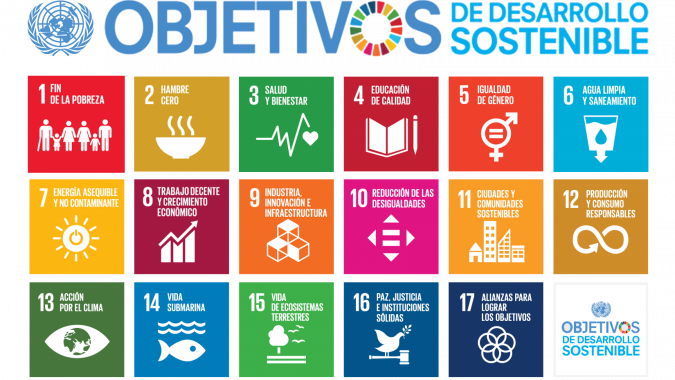 OBJETIVOS
DE DESARROLLO
SOSTENIBLE
1 FIN
DE LA POBREZA
2 HAMBRE
CERO
3 SALUD
Y BIENESTAR
4 EDUCACIÓN
DE CALIDAD
5 IGUALDAD
DE GÉNERO
6 AGUA LIMPIA
Y SANEAMIENTO
7 ENERGÍA ASEQUIBLE
Y NO CONTAMINANTE
8 TRABAJO DECENTE
Y CRECIMIENTO
ECONÓMICO
9 INDUSTRIA,
INNOVACIÓN E
INFRAESTRUCTURA
10 REDUCCIÓN DE LAS
DESIGUALDADES
11 CIUDADES Y
COMUNIDADES
SOSTENIBLES
12 PRODUCCIÓN
Y CONSUMO
RESPONSABLES
13 ACCIÓN
POR EL CLIMA
14 VIDA
SUBMARINA
15 VIDA
DE ECOSISTEMAS
TERRESTRES
16 PAZ, JUSTICIA
E INSTITUCIONES
SÓLIDAS
17 ALIANZAS PARA
LOGRAR
LOS OBJETIVOS
OBJETIVOS
DE DESARROLLO
SOSTENIBLE